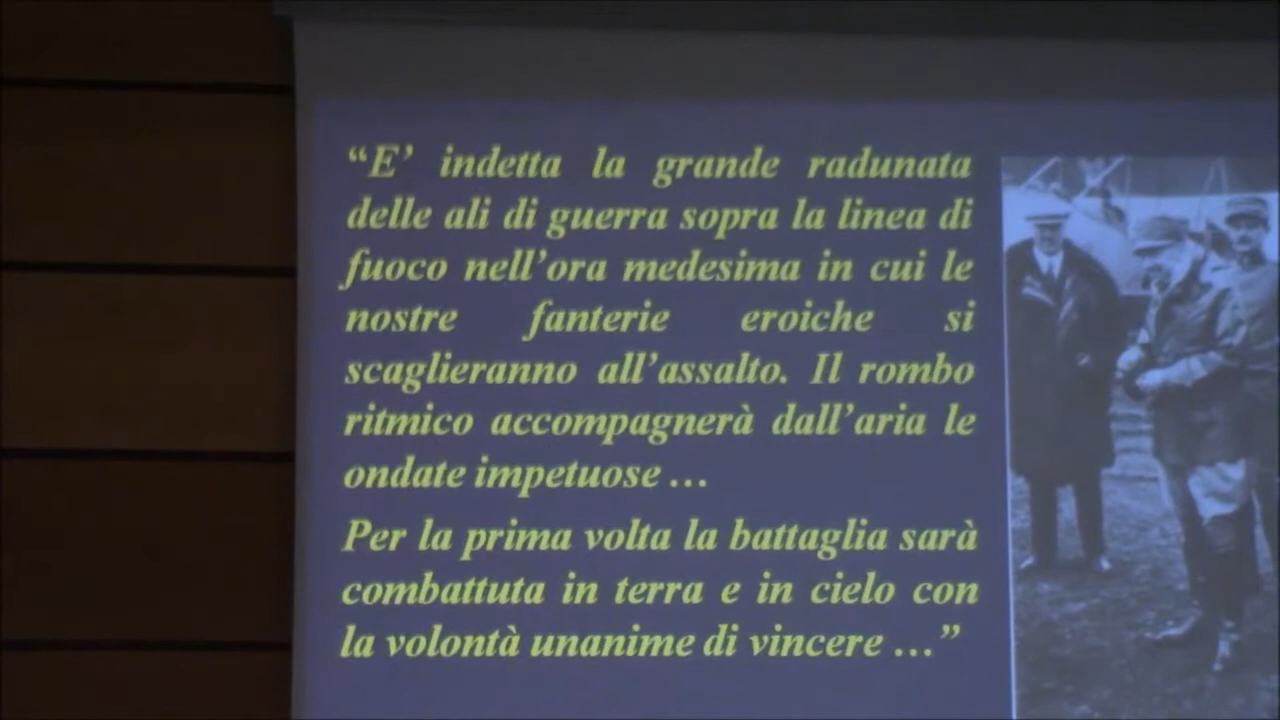 “E’ indetta la grande radunata
delle ali di guerra sopra la linea di
fuoco nell’ora medesima in cui le
nostre fanterie eroiche si
scaglieranno all’assalto. Il rombo
ritmico accompagnerà dall’aria le
ondate impetuose …
Per la prima volta la battaglia sarà
combattuta in terra e in cielo con
la volontà unanime di vincere …”